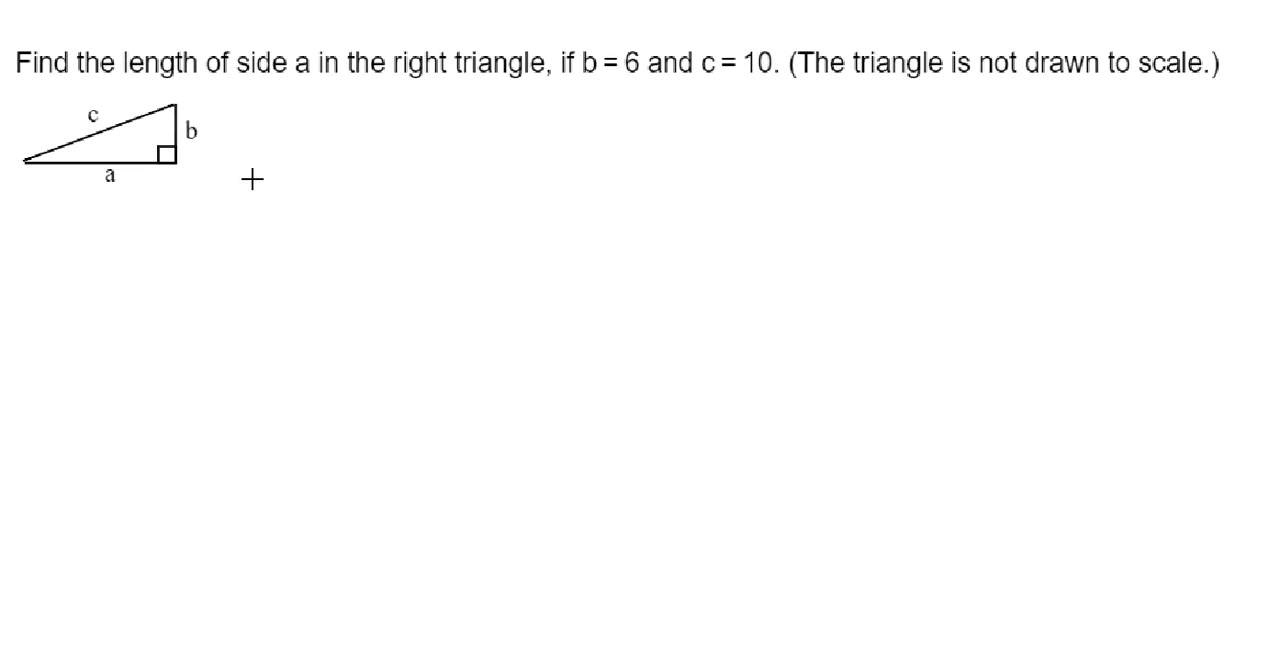 Find the length of side a in the right triangle, if b = 6 and c = 10. (The triangle is not drawn to scale.)
c
b
a